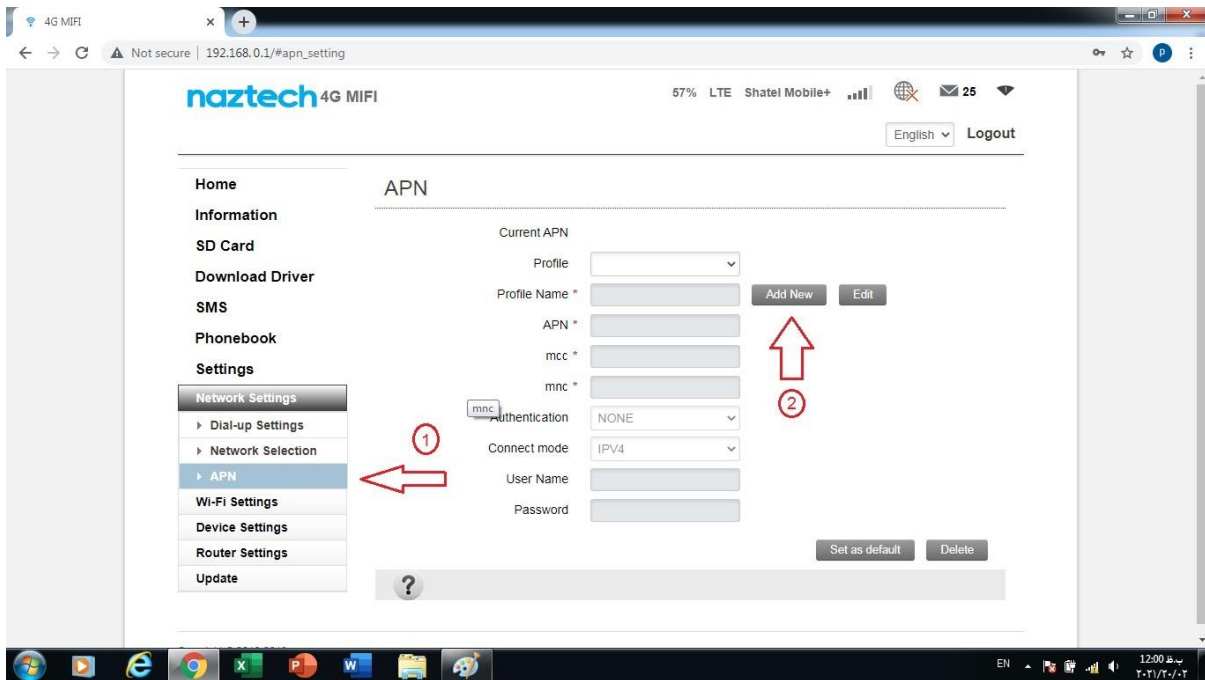 4G MIFI
Not secure | 192.168.0.1/#apn_setting
P
naztech 4G MIFI
57% LTE Shatel Mobile+ 25
English Logout
Home
Information
SD Card
Download Driver
SMS
Phonebook
Settings
Network Settings
Dial-up Settings
Network Selection
APN
Wi-Fi Settings
Device Settings
Router Settings
Update
APN
Current APN
Profile
Profile Name * Add New Edit
APN *
mcc *
mnc *
mnc
Authentication NONE
Connect mode IPV4
User Name
Password
1
2
Set as default Delete
?
EN
12:00 ب.ظ